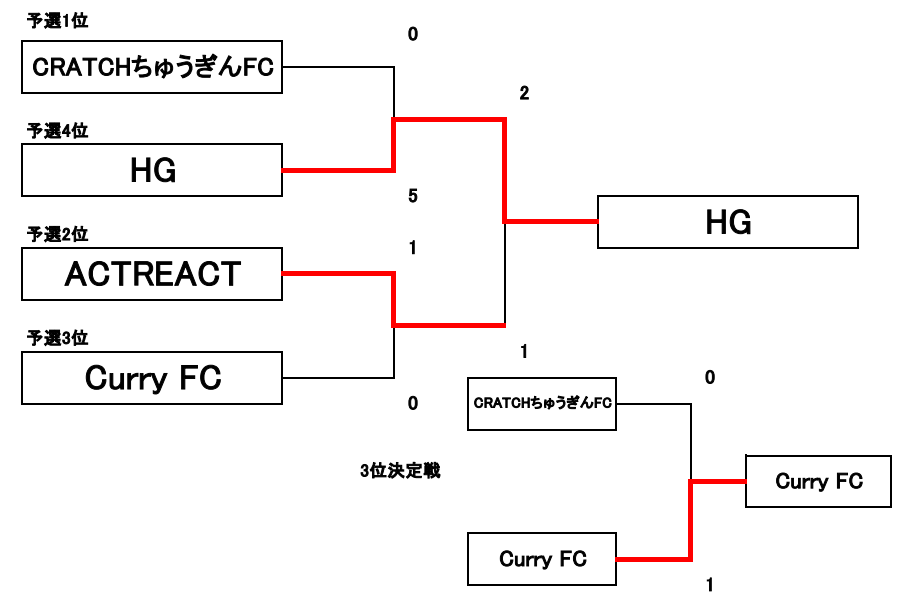 予選1位
0
CRATCHちゅうぎんFC
2
予選4位
HG
5
HG
予選2位
1
ACTREACT
予選3位
1
Curry FC
0
0
CRATCHちゅうぎんFC
3位決定戦
Curry FC
Curry FC
1